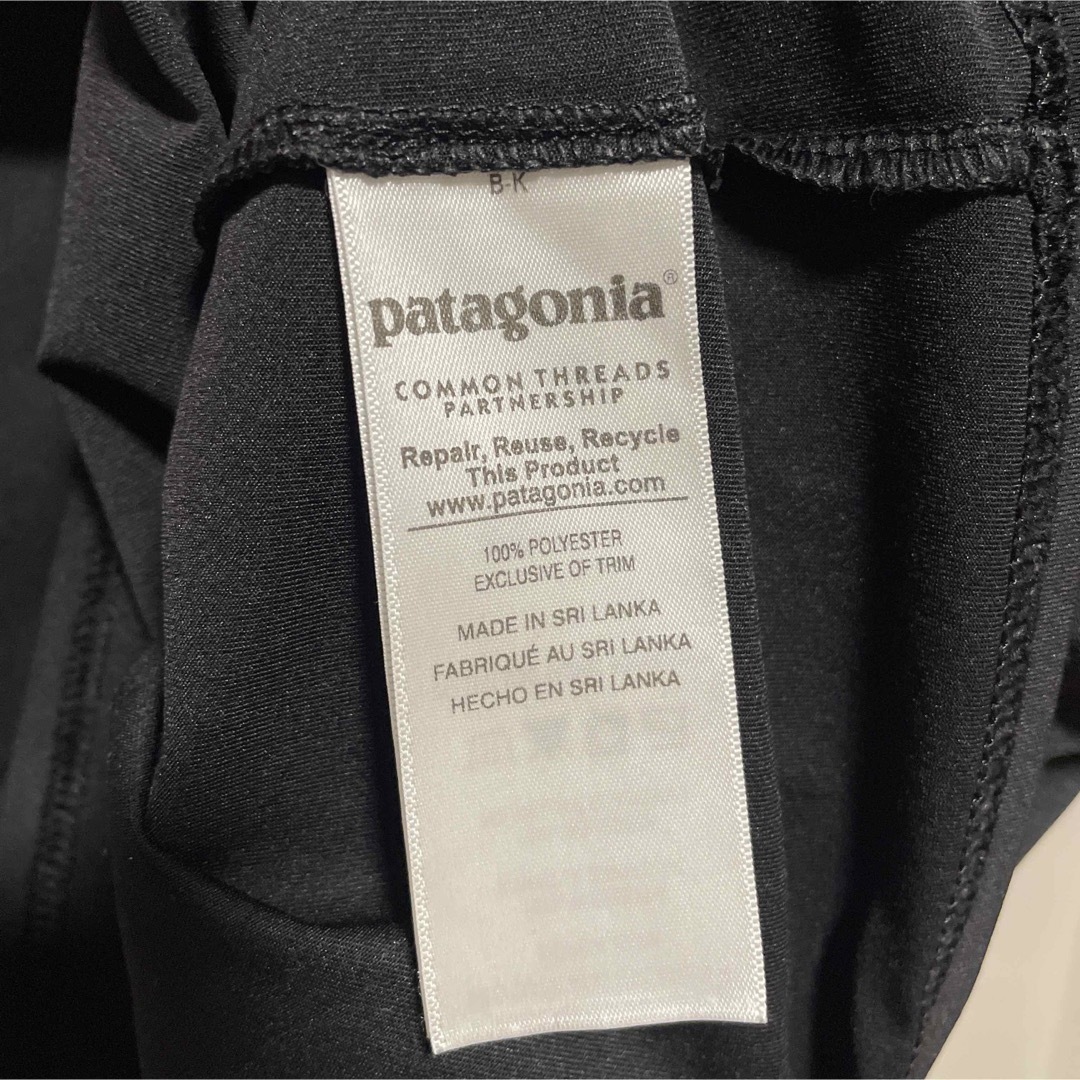 B-K
patagonia®
COMMON THREADS
PARTNERSHIP
Repair, Reuse, Recycle
This Product
www.patagonia.com
100% POLYESTER
EXCLUSIVE OF TRIM
MADE IN SRI LANKA
FABRIQUÉ AU SRI LANKA
HECHO EN SRI LANKA